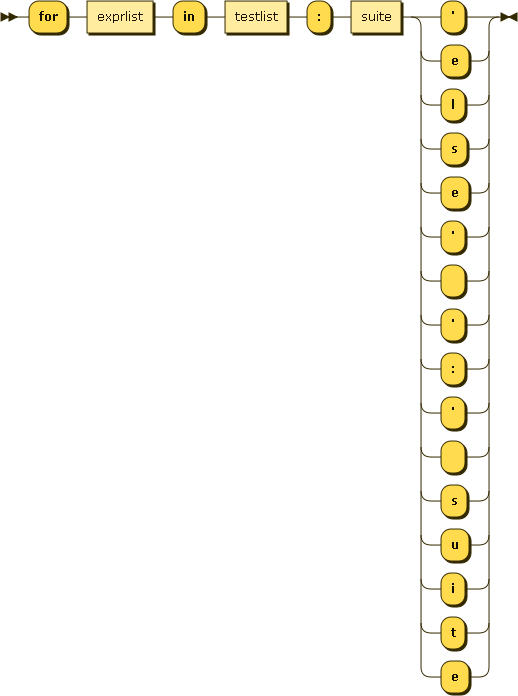 for exprlist in testlist : suite '
e
l
s
e
'
'
:
'
s
u
i
t
e